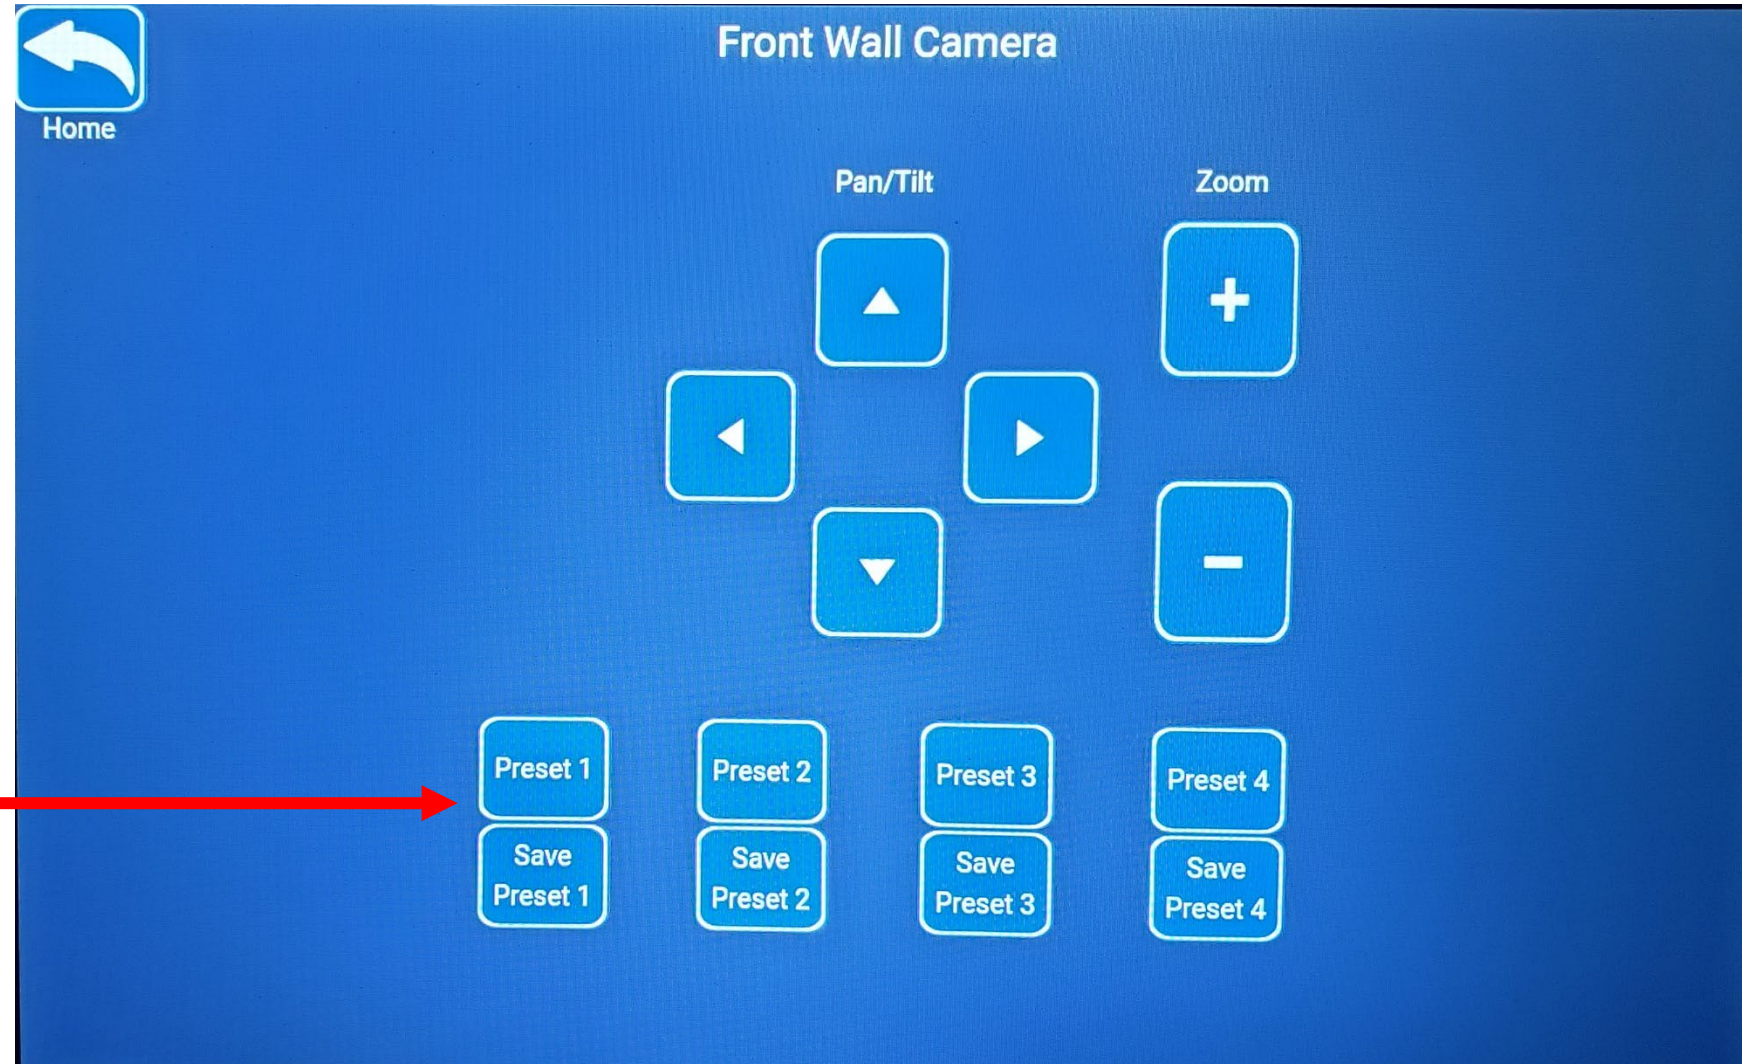 Front Wall Camera
Home
Pan/Tilt
Zoom
Preset 1
Preset 2
Preset 3
Preset 4
Save
Preset 1
Save
Preset 2
Save
Preset 3
Save
Preset 4